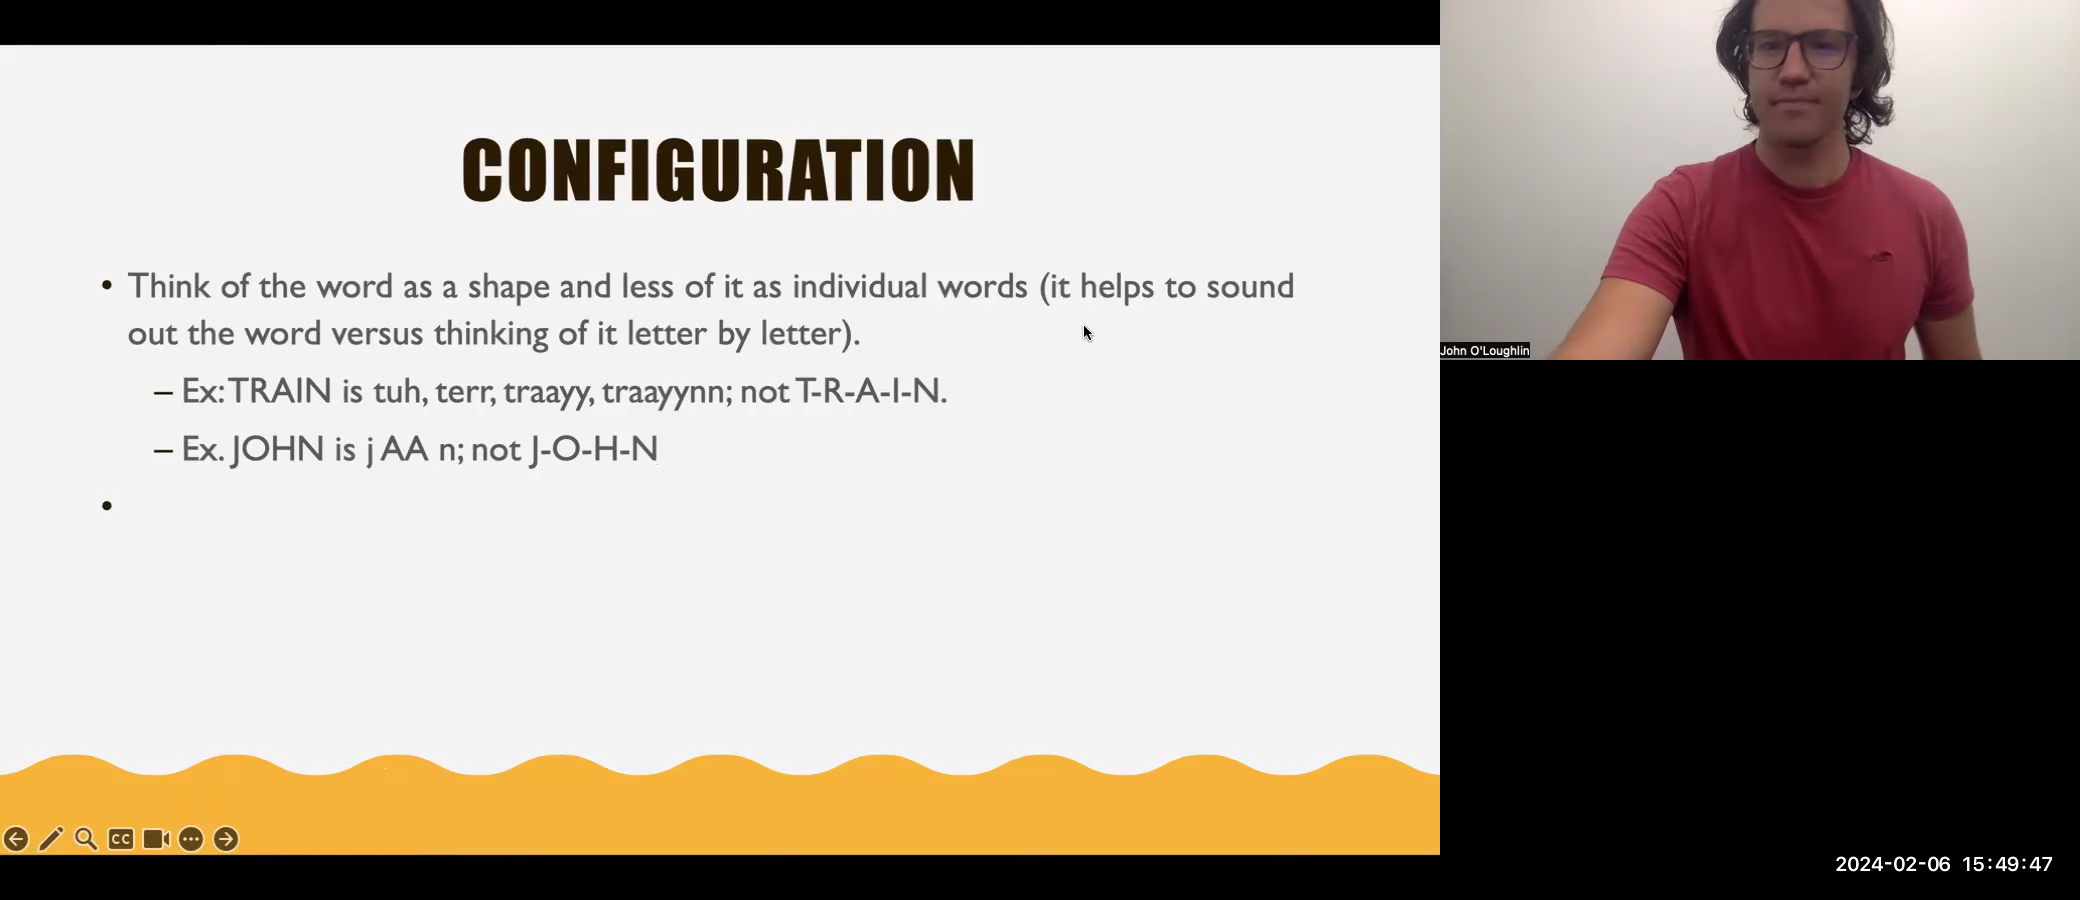 CONFIGURATION
• Think of the word as a shape and less of it as individual words (it helps to sound
out the word versus thinking of it letter by letter).
– Ex: TRAIN is tuh, terr, traayy, traayynn; not T-R-A-I-N.
– Ex. JOHN is j AA n; not J-O-H-N
•
John O'Loughlin
CC
2024-02-06 15:49:47